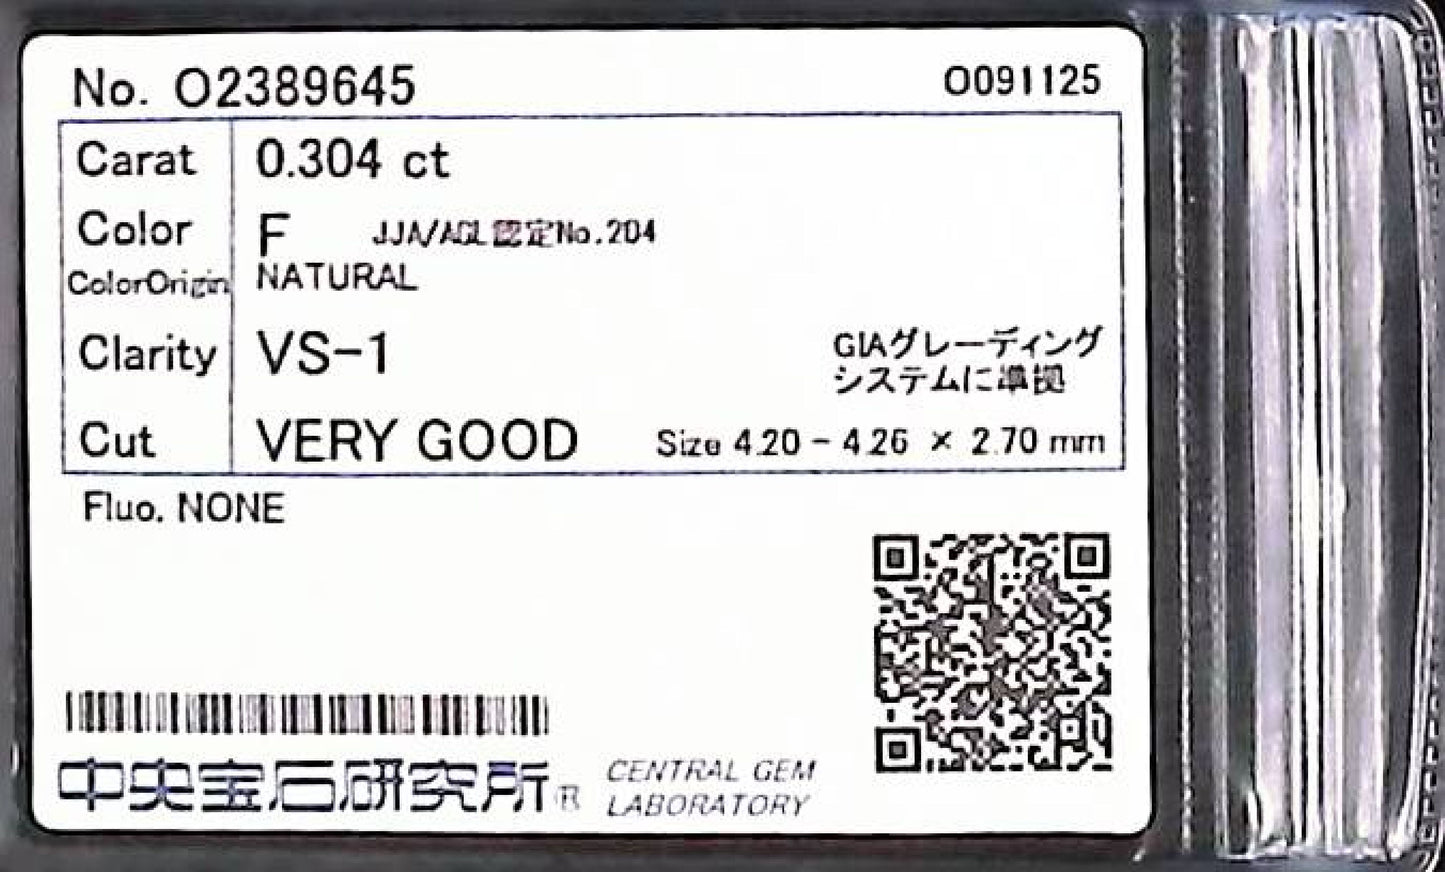 No. O2389645
O091125
Carat 0.304 ct
Color F JJA/AGL認定No.204
ColorOrigin NATURAL
Clarity VS-1
GIAグレーディング
システムに準拠
Cut VERY GOOD Size 4.20 - 4.26 × 2.70 mm
Fluo. NONE
中央宝石研究所® CENTRAL GEM
LABORATORY